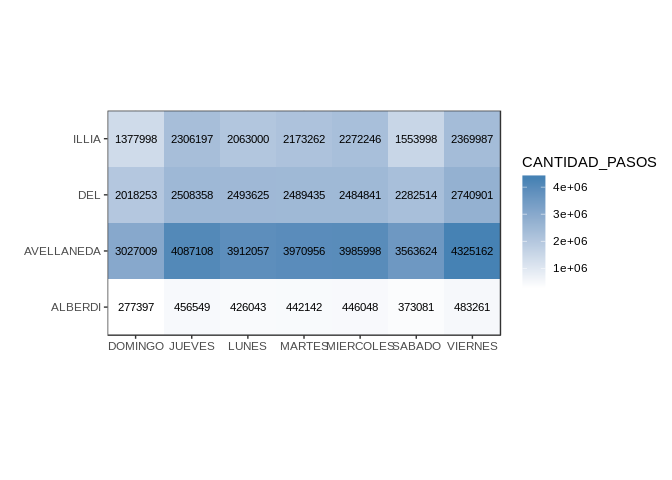 ILLIA 1377998 2306197 2063000 2173262 2272246 1553998 2369987
DEL 2018253 2508358 2493625 2489435 2484841 2282514 2740901
AVELLANEDA 3027009 4087108 3912057 3970956 3985998 3563624 4325162
ALBERDI 277397 456549 426043 442142 446048 373081 483261
DOMINGO JUEVES LUNES MARTES MIERCOLES SABADO VIERNES
CANTIDAD_PASOS
4e+06
3e+06
2e+06
1e+06